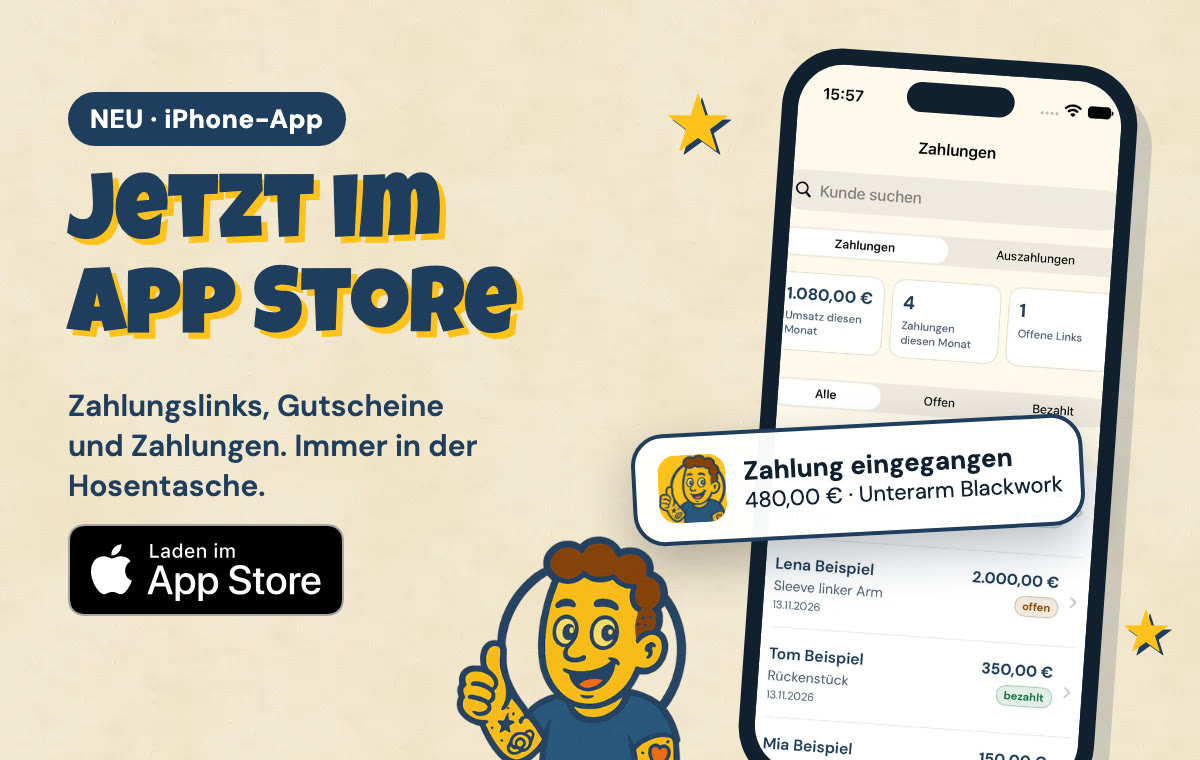 NEU · iPhone-App
Jetzt im
App Store
Zahlungslinks, Gutscheine
und Zahlungen. Immer in der
Hosentasche.
Laden im
App Store
15:57
Zahlungen
Kunde suchen
Zahlungen
Auszahlungen
1.080,00 €
Umsatz diesen
Monat
4
Zahlungen
diesen Monat
1
Offene Links
Alle
Offen
Bezahlt
Zahlung eingegangen
480,00 € · Unterarm Blackwork
Lena Beispiel
2.000,00 €
Sleeve linker Arm
offen
13.11.2026
Tom Beispiel
350,00 €
Rückenstück
bezahlt
13.11.2026
Mia Beispiel
150,00 €